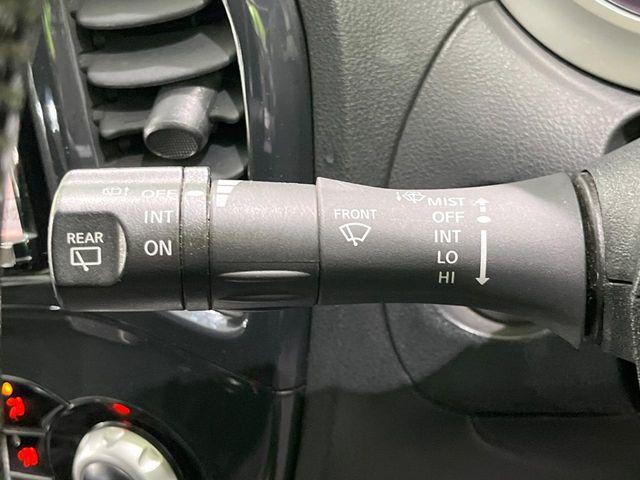 OFF
INT
ON
REAR
FRONT
MIST
OFF
INT
LO
HI